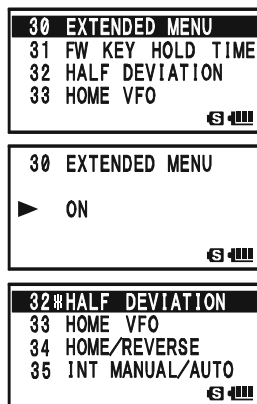 30 EXTENDED MENU
31 FW KEY HOLD TIME
32 HALF DEVIATION
33 HOME VFO
S
30 EXTENDED MENU
▶ ON
S
32⁜HALF DEVIATION
33 HOME VFO
34 HOME/REVERSE
35 INT MANUAL/AUTO
S